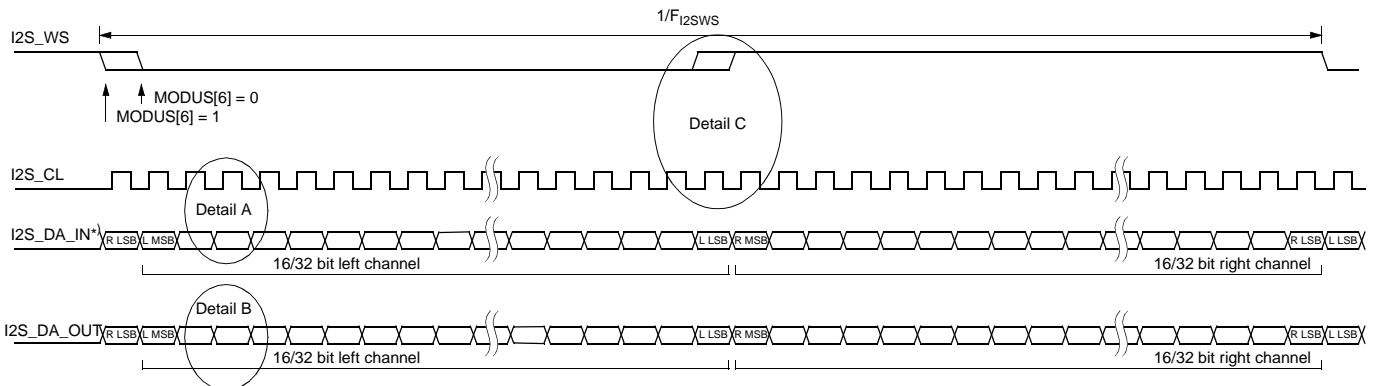 1/FI2SWS
I2S_WS
MODUS[6] = 0
MODUS[6] = 1
Detail C
I2S_CL
Detail A
I2S_DA_IN*)
R LSB L MSB L LSB R MSB R LSB L LSB
16/32 bit left channel 16/32 bit right channel
Detail B
I2S_DA_OUT
R LSB L MSB L LSB R MSB R LSB L LSB
16/32 bit left channel 16/32 bit right channel